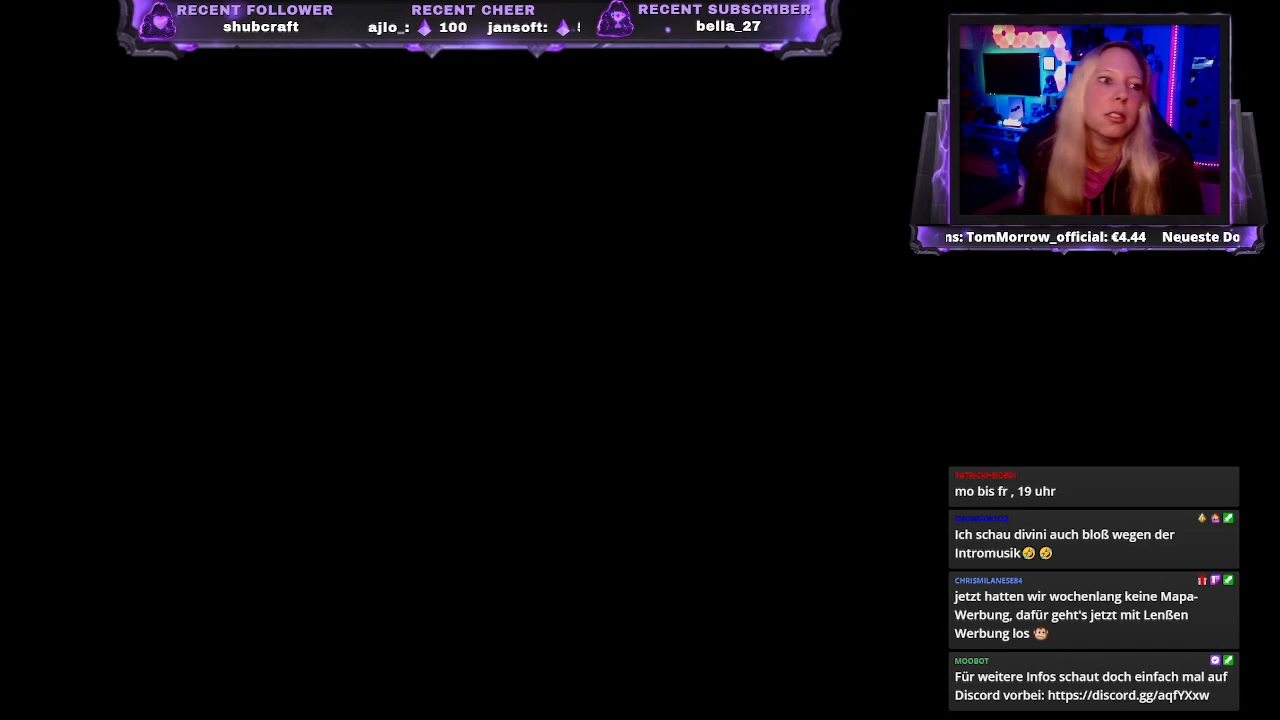 RECENT FOLLOWER
shubcraft
RECENT CHEER
ajlo_: 100 jansoft:
RECENT SUBSCR1BER
bella_27
ns: TomMorrow_official: €4.44 Neueste Do
mo bis fr , 19 uhr
Ich schau divini auch bloß wegen der
Intromusik🤣 🤣
CHRISMILANESE84
jetzt hatten wir wochenlang keine Mapa-
Werbung, dafür geht's jetzt mit Lenßen
Werbung los 🙊
MOOBOT
Für weitere Infos schaut doch einfach mal auf
Discord vorbei: https://discord.gg/aqfYXxw